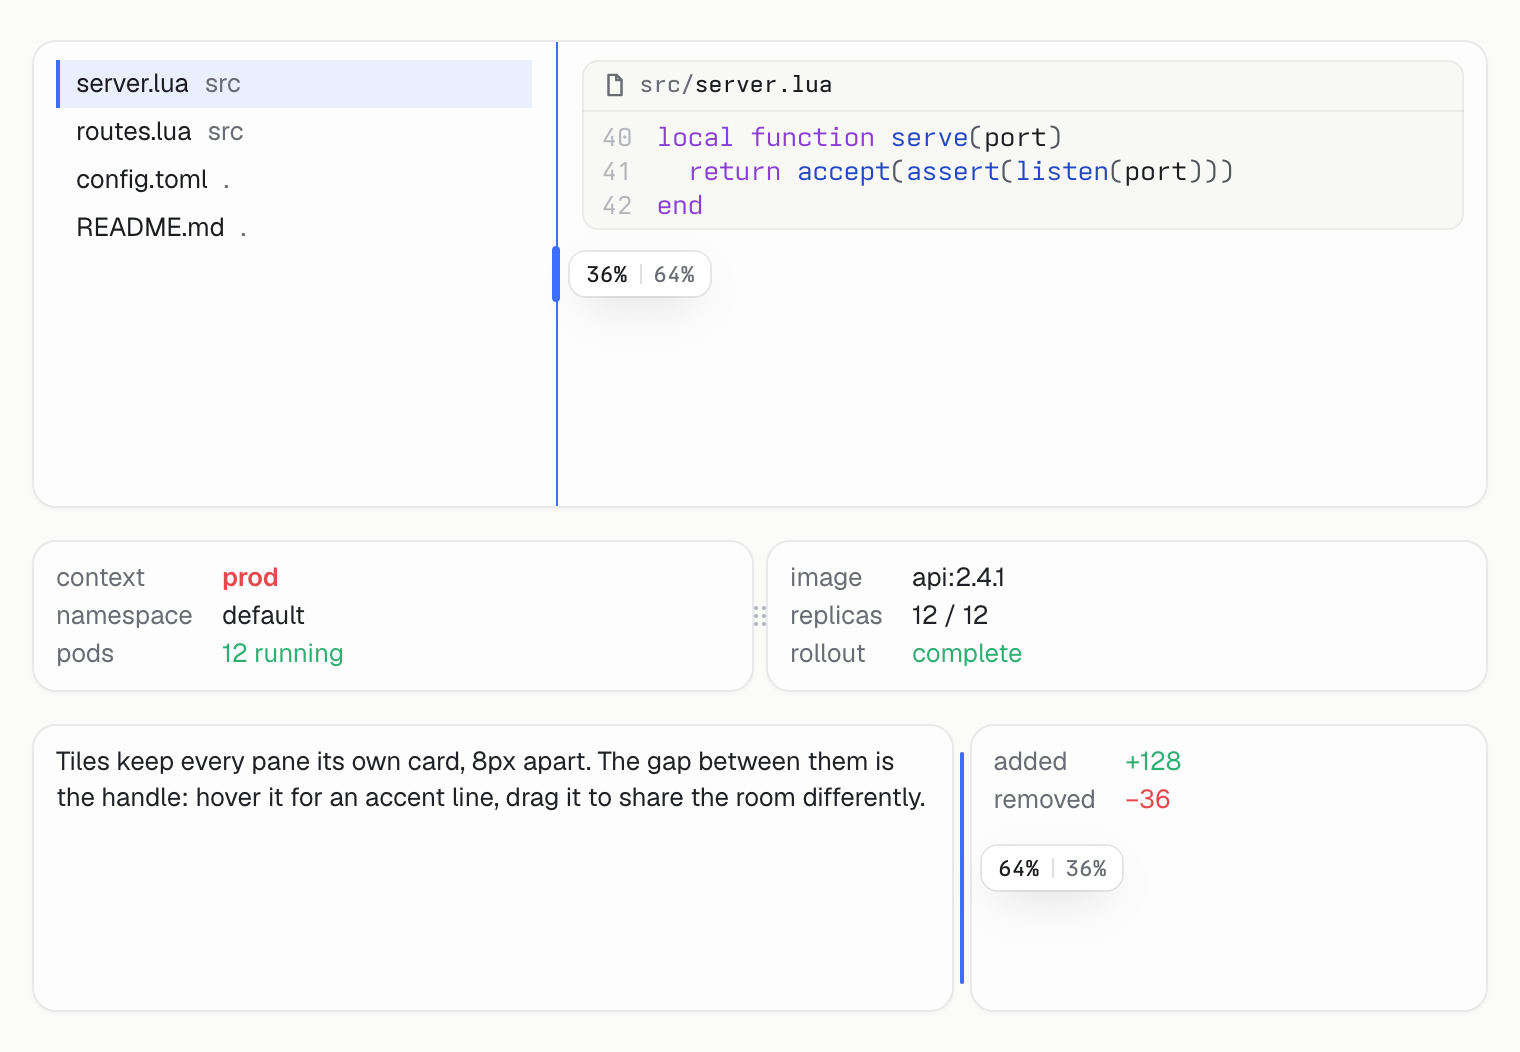 server.lua src
routes.lua src
config.toml .
README.md .
src/server.lua
40 local function serve(port)
41 return accept(assert(listen(port)))
42 end
36% 64%
context prod
namespace default
pods 12 running
image api:2.4.1
replicas 12 / 12
rollout complete
Tiles keep every pane its own card, 8px apart. The gap between them is
the handle: hover it for an accent line, drag it to share the room differently.
added +128
removed −36
64% 36%